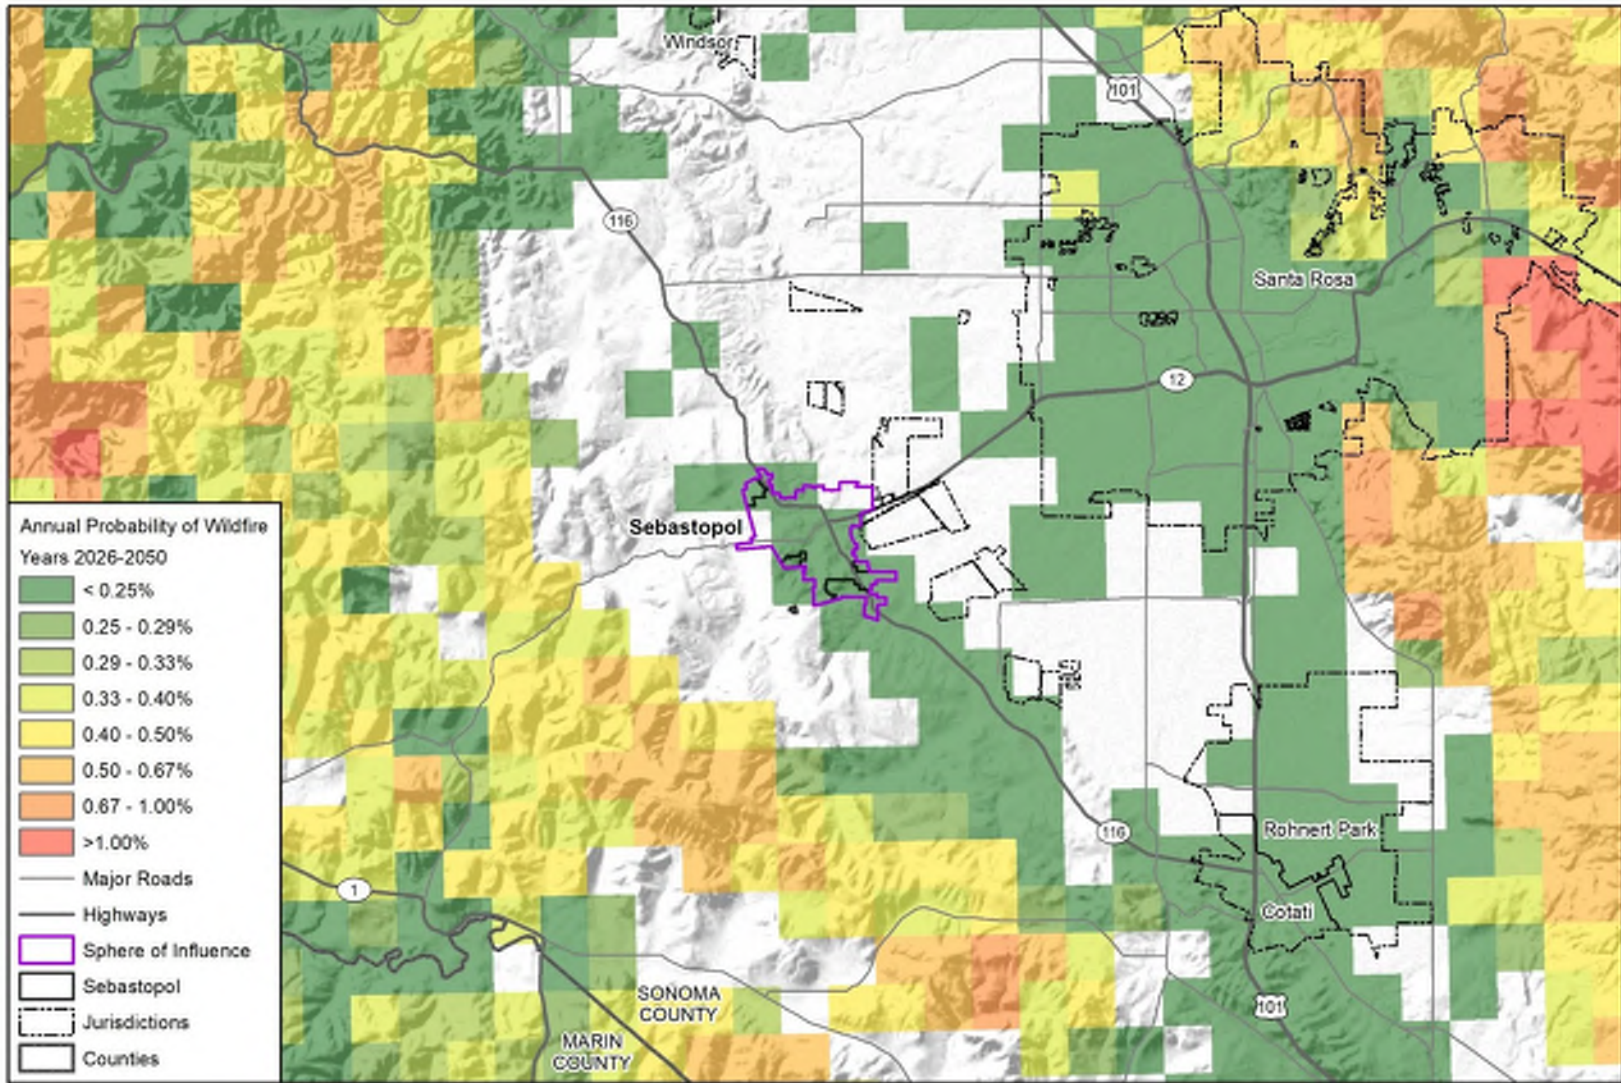 Windsor
101
116
Santa Rosa
12
Sebastopol
Annual Probability of Wildfire
Years 2026-2050
< 0.25%
0.25 - 0.29%
0.29 - 0.33%
0.33 - 0.40%
0.40 - 0.50%
0.50 - 0.67%
0.67 - 1.00%
>1.00%
Major Roads
Highways
Sphere of Influence
Sebastopol
Jurisdictions
Counties
116
Rohnert Park
1
Cotati
SONOMA
COUNTY
101
MARIN
COUNTY